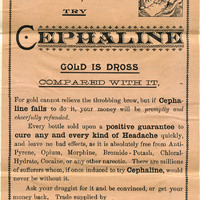 TRY
CEPHALINE
GOLD IS DROSS
COMPARED WITH IT.
For gold cannot relieve the throbbing brow, but if Cepha-
line fails to do it, your money will be promptly and
cheerfully refunded.
Every bottle sold upon a positive guarantee to
cure any and every kind of Headache quickly,
and leave no bad effects, as it is absolutely free from Anti-
Pyrene, Opium, Morphine, Bromide-Potash, Chloral-
Hydrate, Cocaine, or any other narcotic. There are millions
of sufferers whom, if once induced to try Cephaline, would
never be without it.
Ask your druggist for it and be convinced, or get your
money back. Trade supplied by